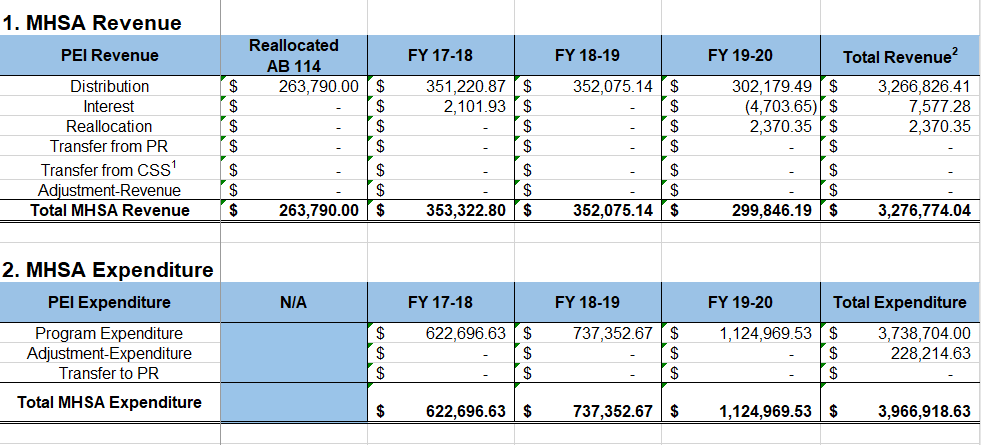 1. MHSA Revenue
PEI Revenue Reallocated AB 114 FY 17-18 FY 18-19 FY 19-20 Total Revenue2
Distribution $ 263,790.00 $ 351,220.87 $ 352,075.14 $ 302,179.49 $ 3,266,826.41
Interest $ - $ 2,101.93 $ - $ (4,703.65) $ 7,577.28
Reallocation $ - $ - $ - $ 2,370.35 $ 2,370.35
Transfer from PR $ - $ - $ - $ - $ -
Transfer from CSS1 $ - $ - $ - $ - $ -
Adjustment-Revenue $ - $ - $ - $ - $ -
Total MHSA Revenue $ 263,790.00 $ 353,322.80 $ 352,075.14 $ 299,846.19 $ 3,276,774.04
2. MHSA Expenditure
PEI Expenditure N/A FY 17-18 FY 18-19 FY 19-20 Total Expenditure
Program Expenditure $ 622,696.63 $ 737,352.67 $ 1,124,969.53 $ 3,738,704.00
Adjustment-Expenditure $ - $ - $ - $ 228,214.63
Transfer to PR $ - $ - $ - $ -
Total MHSA Expenditure $ 622,696.63 $ 737,352.67 $ 1,124,969.53 $ 3,966,918.63